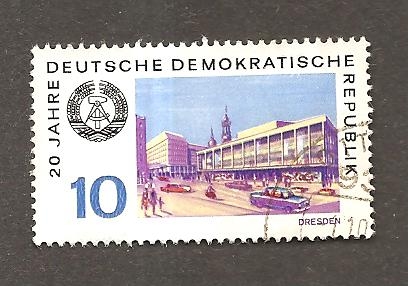 20 JAHRE DEUTSCHE DEMOKRATISCHE REPUBLIK
10
DRESDEN